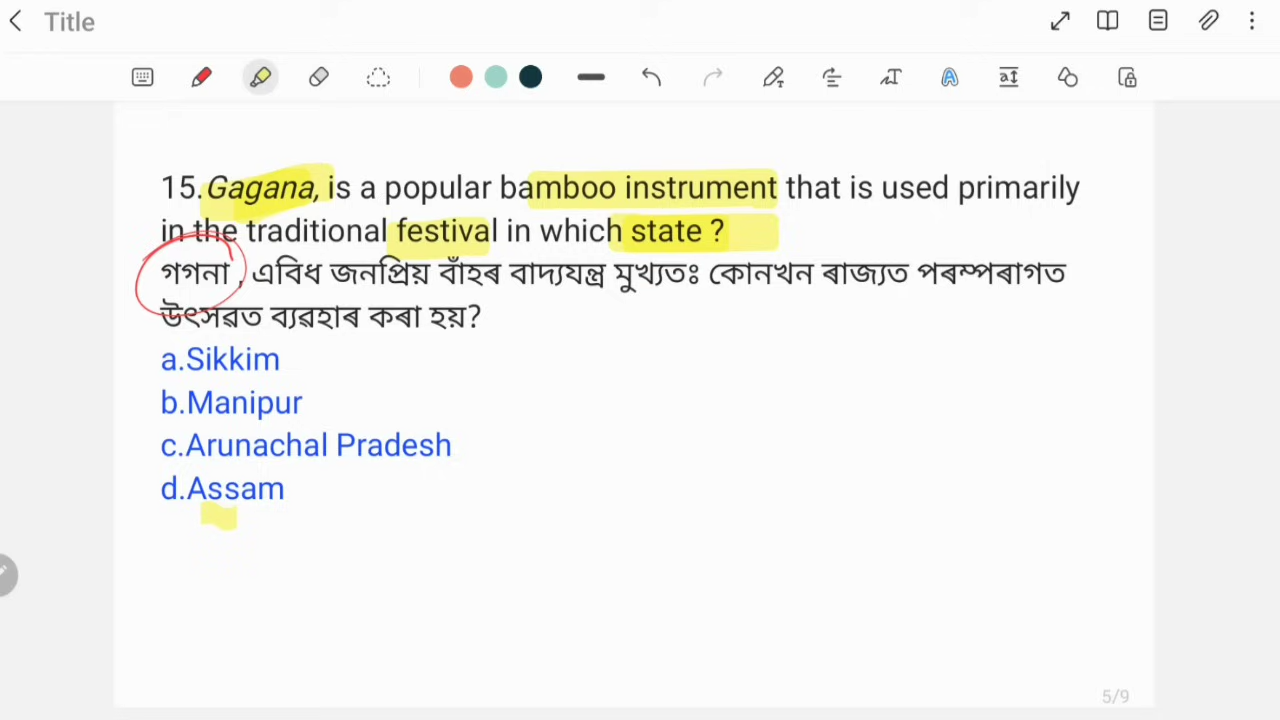 Title
15.Gagana, is a popular bamboo instrument that is used primarily
in the traditional festival in which state ?
গগনা , এবিধ জনপ্ৰিয় বাঁহৰ বাদ্যযন্ত্ৰ মুখ্যতঃ কোনখন ৰাজ্যত পৰম্পৰাগত
উৎসৱত ব্যৱহাৰ কৰা হয়?
a.Sikkim
b.Manipur
c.Arunachal Pradesh
d.Assam
5/9